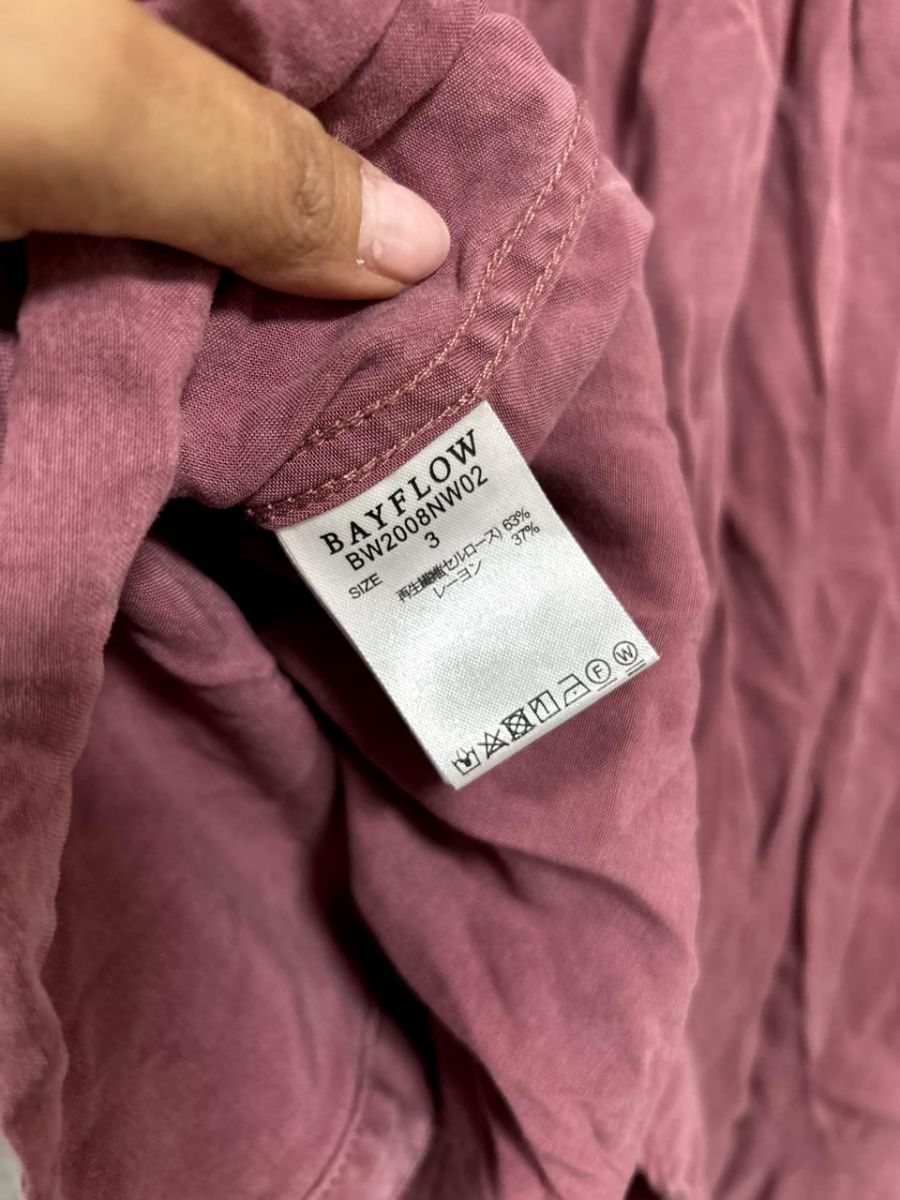 BAYFLOW
BW2008NW02
SIZE 3
再生繊維(セルロース) 63%
レーヨン 37%
F W